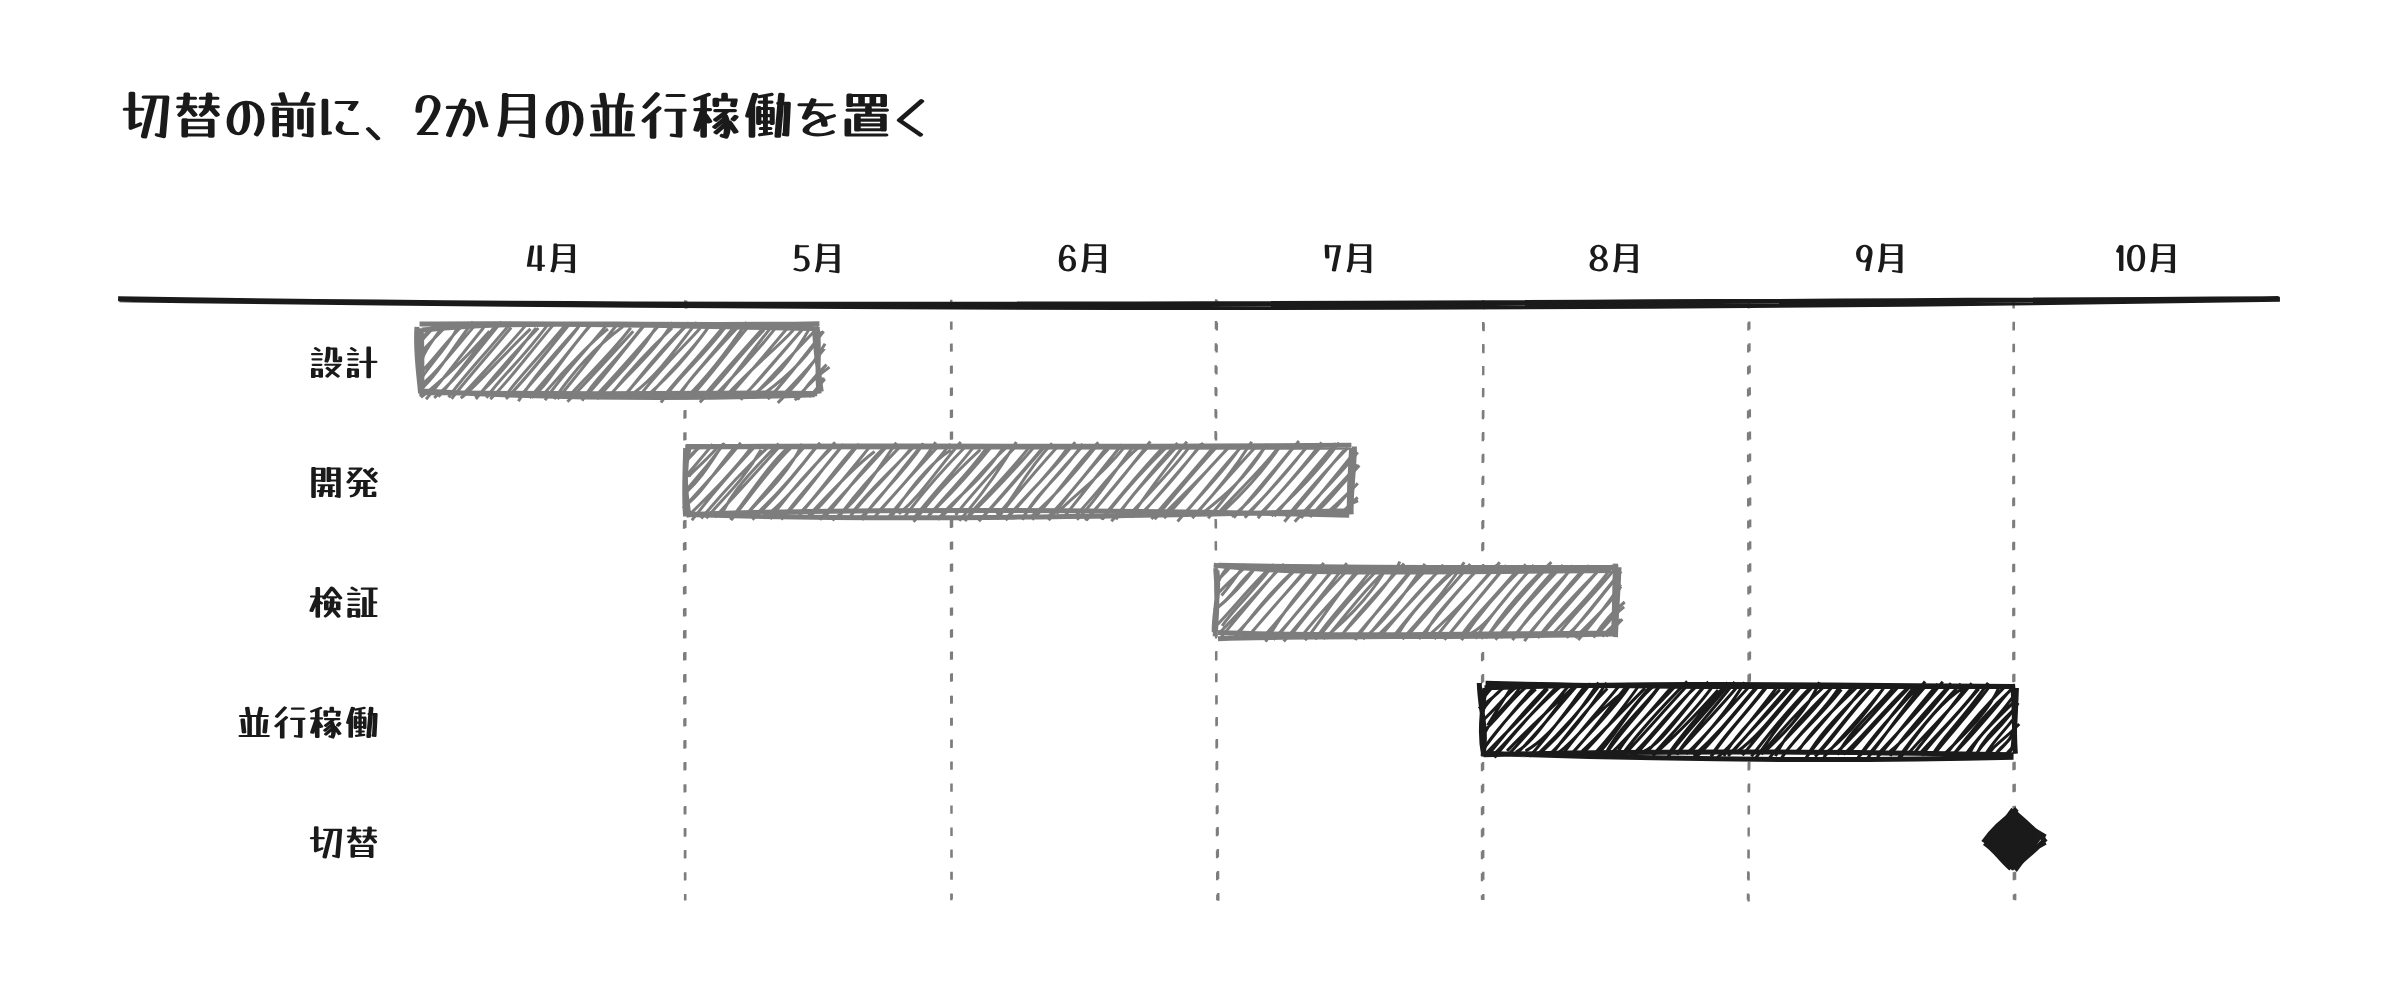 切替の前に、2か月の並行稼働を置く
4月 5月 6月 7月 8月 9月 10月
設計
開発
検証
並行稼働
切替